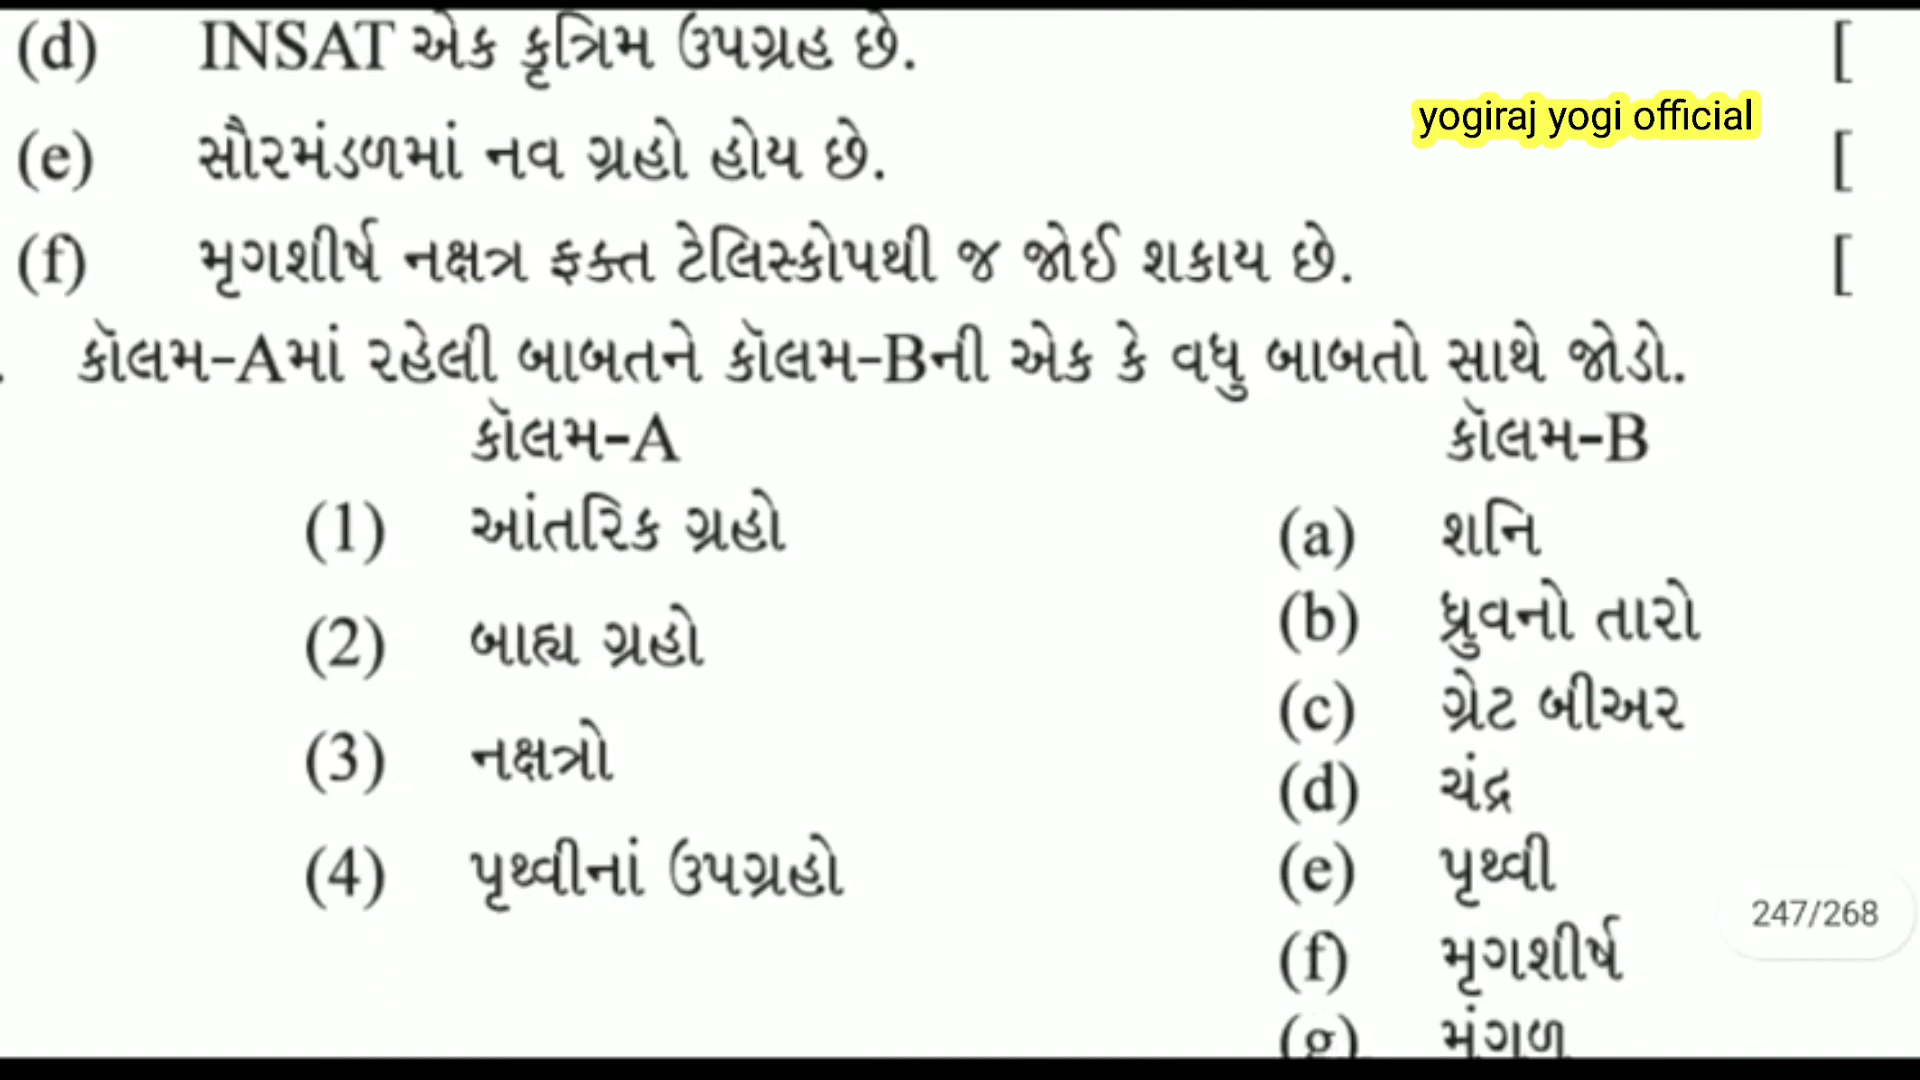 (d) INSAT એક કૃત્રિમ ઉપગ્રહ છે. [
yogiraj yogi official
(e) સૌરમંડળમાં નવ ગ્રહો હોય છે. [
(f) મૃગશીર્ષ નક્ષત્ર ફક્ત ટેલિસ્કોપથી જ જોઈ શકાય છે. [
. કૉલમ-Aમાં રહેલી બાબતને કૉલમ-Bની એક કે વધુ બાબતો સાથે જોડો.
કૉલમ-A કૉલમ-B
(1) આંતરિક ગ્રહો (a) શનિ
(b) ધ્રુવનો તારો
(2) બાહ્ય ગ્રહો
(c) ગ્રેટ બીઅર
(3) નક્ષત્રો (d) ચંદ્ર
(4) પૃથ્વીનાં ઉપગ્રહો (e) પૃથ્વી
247/268
(f) મૃગશીર્ષ
(g) મંગળ